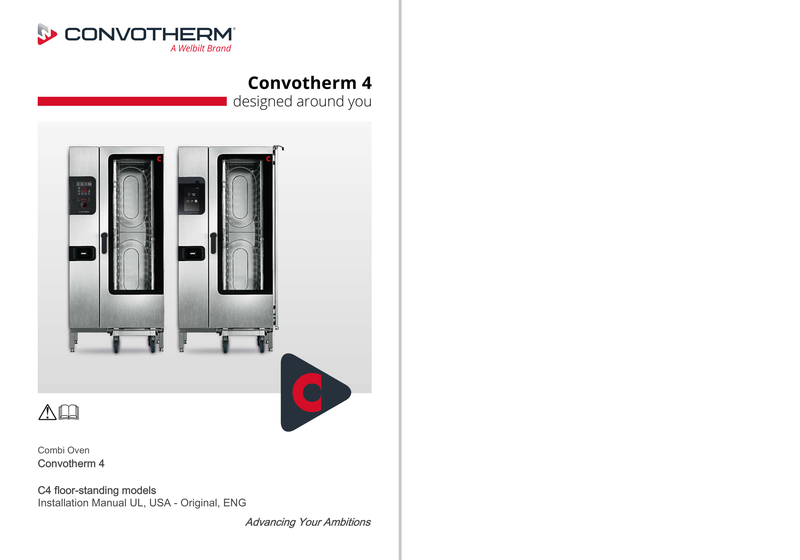 CONVOTHERM®
A Welbilt Brand
Convotherm 4
designed around you
Combi Oven
Convotherm 4
C4 floor-standing models
Installation Manual UL, USA - Original, ENG
Advancing Your Ambitions